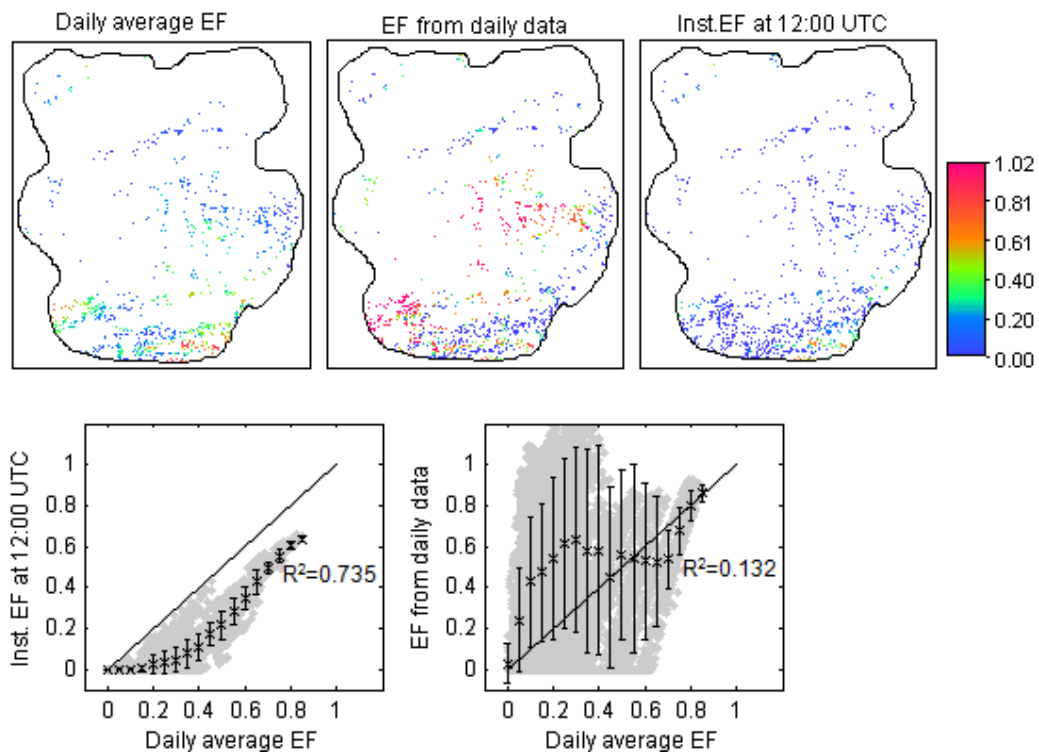 Daily average EF
EF from daily data
Inst.EF at 12:00 UTC
1.02
0.81
0.61
0.40
0.20
0.00
Inst. EF at 12:00 UTC
1
0.8
0.6
0.4
0.2
0
R²=0.735
0 0.2 0.4 0.6 0.8 1
Daily average EF
EF from daily data
1
0.8
0.6
0.4
0.2
0
R²=0.132
0 0.2 0.4 0.6 0.8 1
Daily average EF